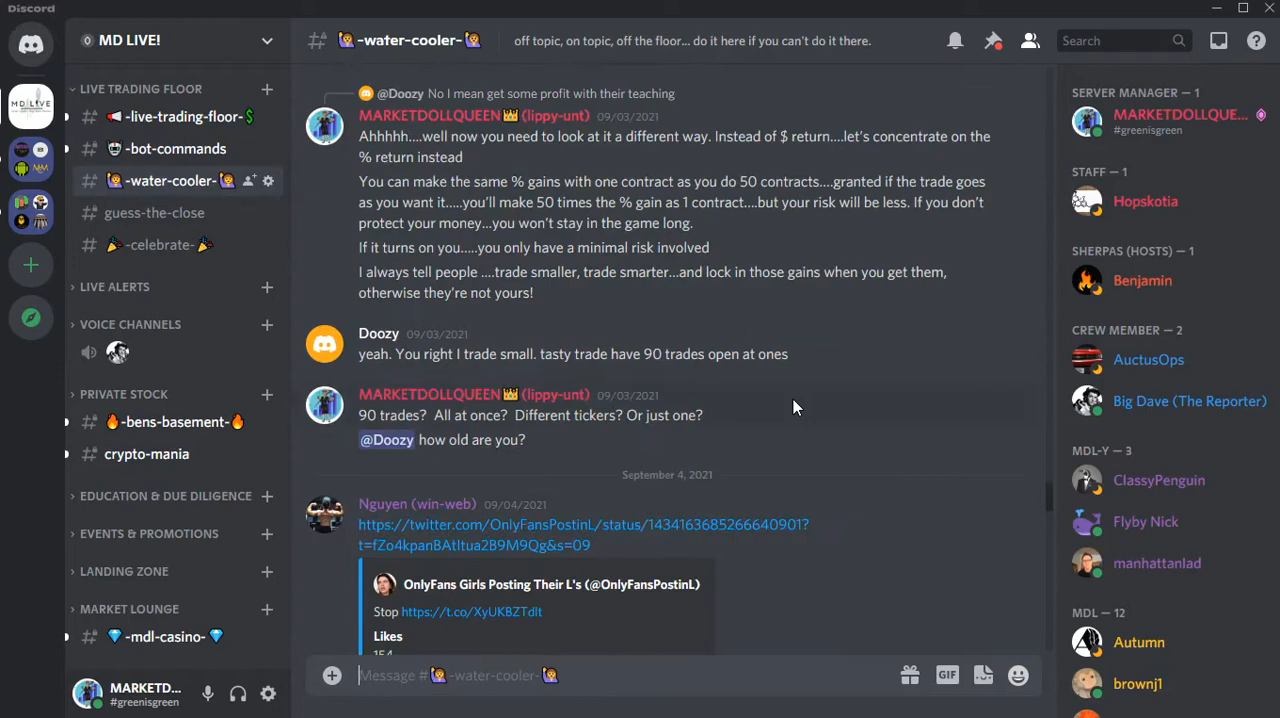 Discord
MD LIVE!
-water-cooler-
off topic, on topic, off the floor... do it here if you can't do it there.
Search
LIVE TRADING FLOOR
-live-trading-floor-
-bot-commands
-water-cooler-
guess-the-close
-celebrate-
LIVE ALERTS
VOICE CHANNELS
PRIVATE STOCK
-bens-basement-
crypto-mania
EDUCATION & DUE DILIGENCE
EVENTS & PROMOTIONS
LANDING ZONE
MARKET LOUNGE
-mdl-casino-
MARKETD...
#greenisgreen
@Doozy No I mean get some profit with their teaching
MARKETDOLLQUEEN (lippy-unt) 09/03/2021
Ahhhhh....well now you need to look at it a different way. Instead of $ return....let's concentrate on the
% return instead
You can make the same % gains with one contract as you do 50 contracts....granted if the trade goes
as you want it.....you'll make 50 times the % gain as 1 contract....but your risk will be less. If you don't
protect your money...you won't stay in the game long.
If it turns on you.....you only have a minimal risk involved
I always tell people ....trade smaller, trade smarter...and lock in those gains when you get them,
otherwise they're not yours!
Doozy 09/03/2021
yeah. You right I trade small. tasty trade have 90 trades open at ones
MARKETDOLLQUEEN (lippy-unt) 09/03/2021
90 trades? All at once? Different tickers? Or just one?
@Doozy how old are you?
September 4, 2021
Nguyen (win-web) 09/04/2021
https://twitter.com/OnlyFansPostinL/status/1434163685266640901?
t=fZo4kpanBAtltua2B9M9Qg&s=09
OnlyFans Girls Posting Their L's (@OnlyFansPostinL)
Stop https://t.co/XyUKBZTdlt
Likes
154
Message # -water-cooler-
GIF
SERVER MANAGER — 1
MARKETDOLLQUE...
#greenisgreen
STAFF — 1
Hopskotia
SHERPAS (HOSTS) — 1
Benjamin
CREW MEMBER — 2
AuctusOps
Big Dave (The Reporter)
MDL-Y — 3
ClassyPenguin
Flyby Nick
manhattanlad
MDL — 12
Autumn
brownj1